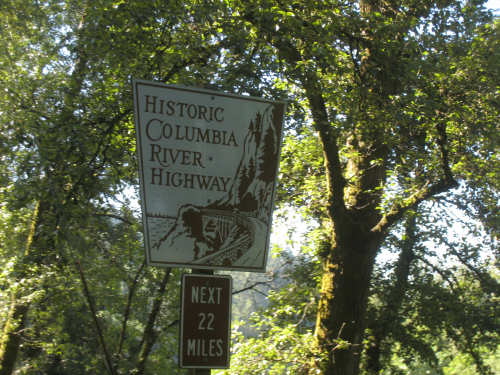 HISTORIC
COLUMBIA
RIVER
HIGHWAY
NEXT
22
MILES